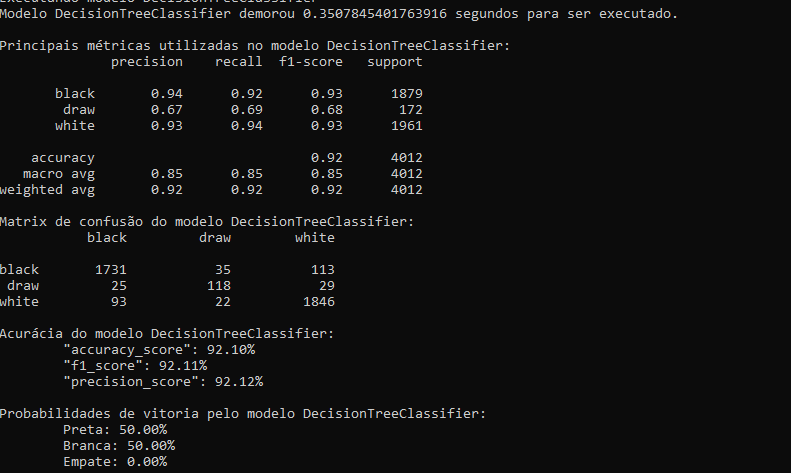 Executando modelo DecisionTreeClassifier
Modelo DecisionTreeClassifier demorou 0.3507845401763916 segundos para ser executado.
Principais métricas utilizadas no modelo DecisionTreeClassifier:
precision recall f1-score support
black 0.94 0.92 0.93 1879
draw 0.67 0.69 0.68 172
white 0.93 0.94 0.93 1961
accuracy 0.92 4012
macro avg 0.85 0.85 0.85 4012
weighted avg 0.92 0.92 0.92 4012
Matrix de confusão do modelo DecisionTreeClassifier:
black draw white
black 1731 35 113
draw 25 118 29
white 93 22 1846
Acurácia do modelo DecisionTreeClassifier:
"accuracy_score": 92.10%
"f1_score": 92.11%
"precision_score": 92.12%
Probabilidades de vitoria pelo modelo DecisionTreeClassifier:
Preta: 50.00%
Branca: 50.00%
Empate: 0.00%